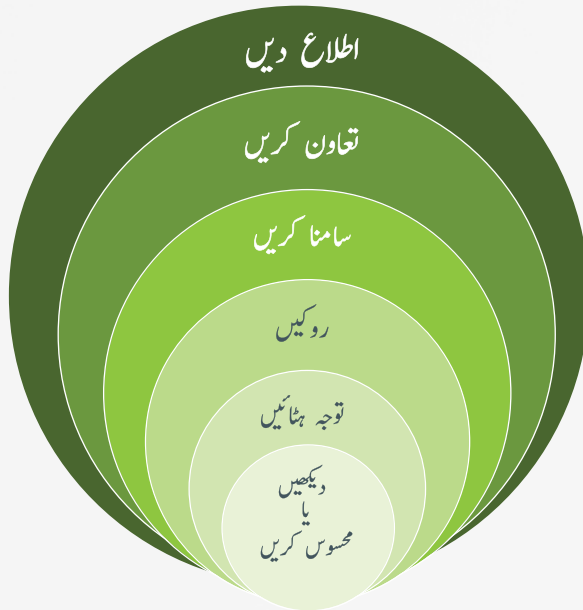 اطلاع دیں
تعاون کریں
سامنا کریں
روکیں
توجہ ہٹائیں
دیکھیں
یا
محسوس کریں